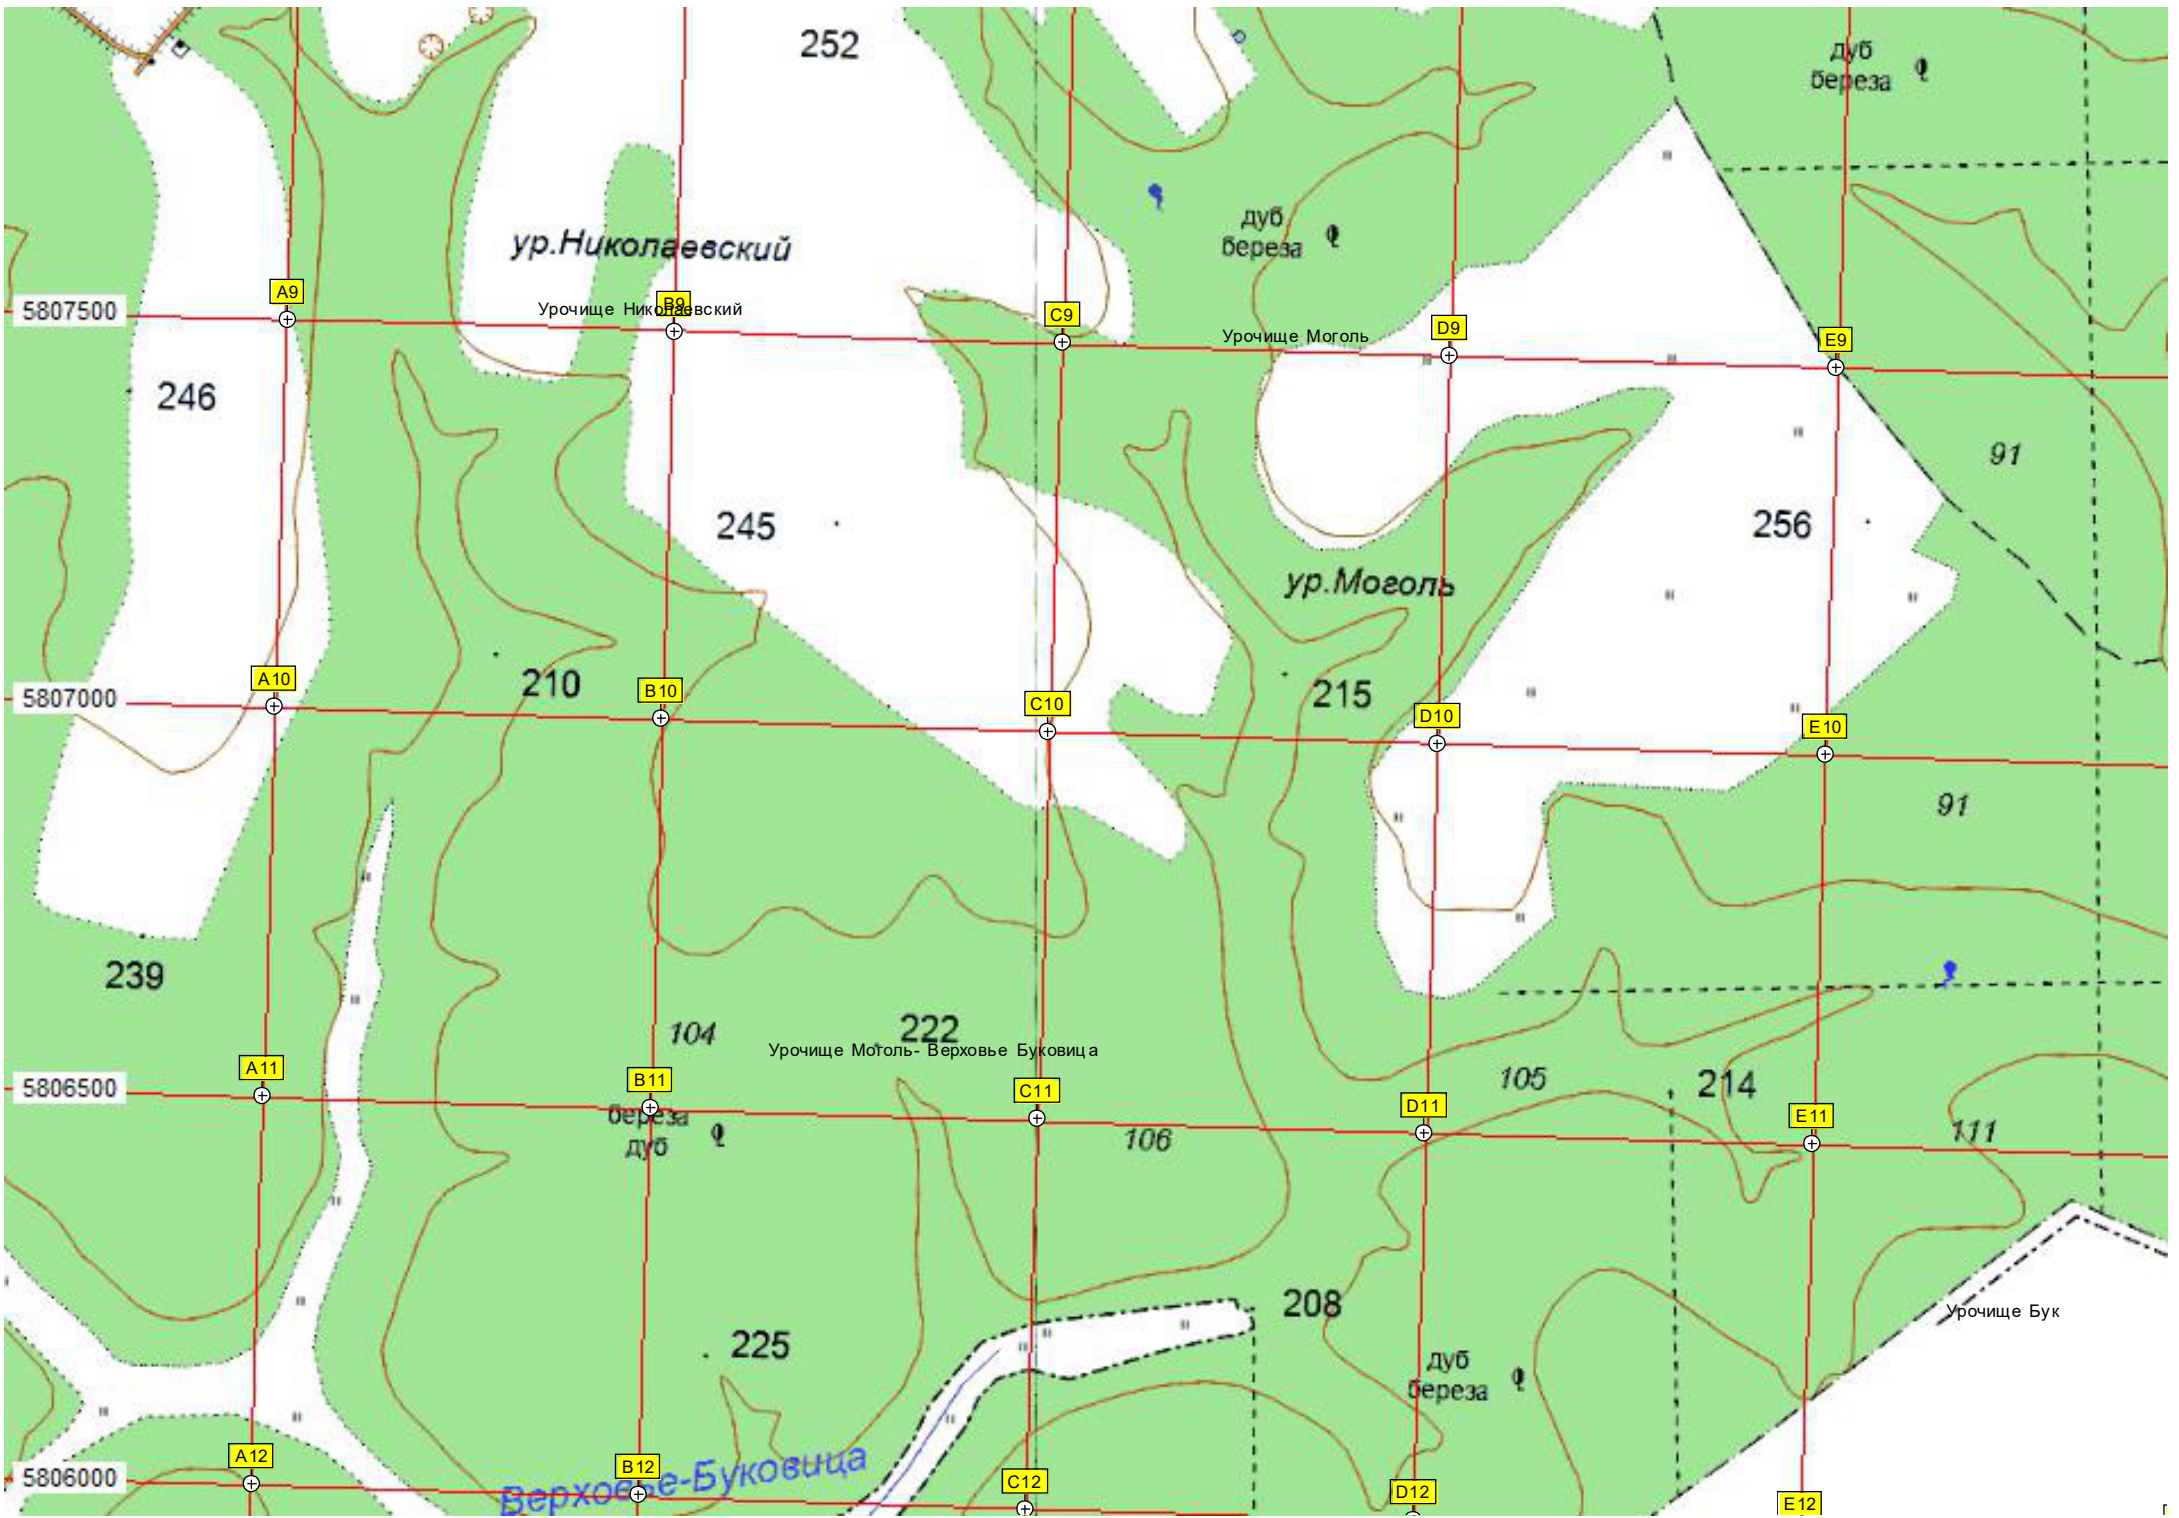 252
дуб
береза
дуб
береза
ур.Николаевский
A9
B9
Урочище Николаевский
5807500
C9
Урочище Моголь
D9
E9
246
91
245
256
ур.Моголь
A10
210
B10
215
5807000
C10
D10
E10
91
239
104
222
Урочище Моголь- Верховье Буковица
A11
B11
5806500
C11
105
214
D11
E11
береза
дуб
106
111
208
Урочище Бук
225
дуб
береза
A12
Верховье-Буковица
B12
5806000
C12
D12
E12